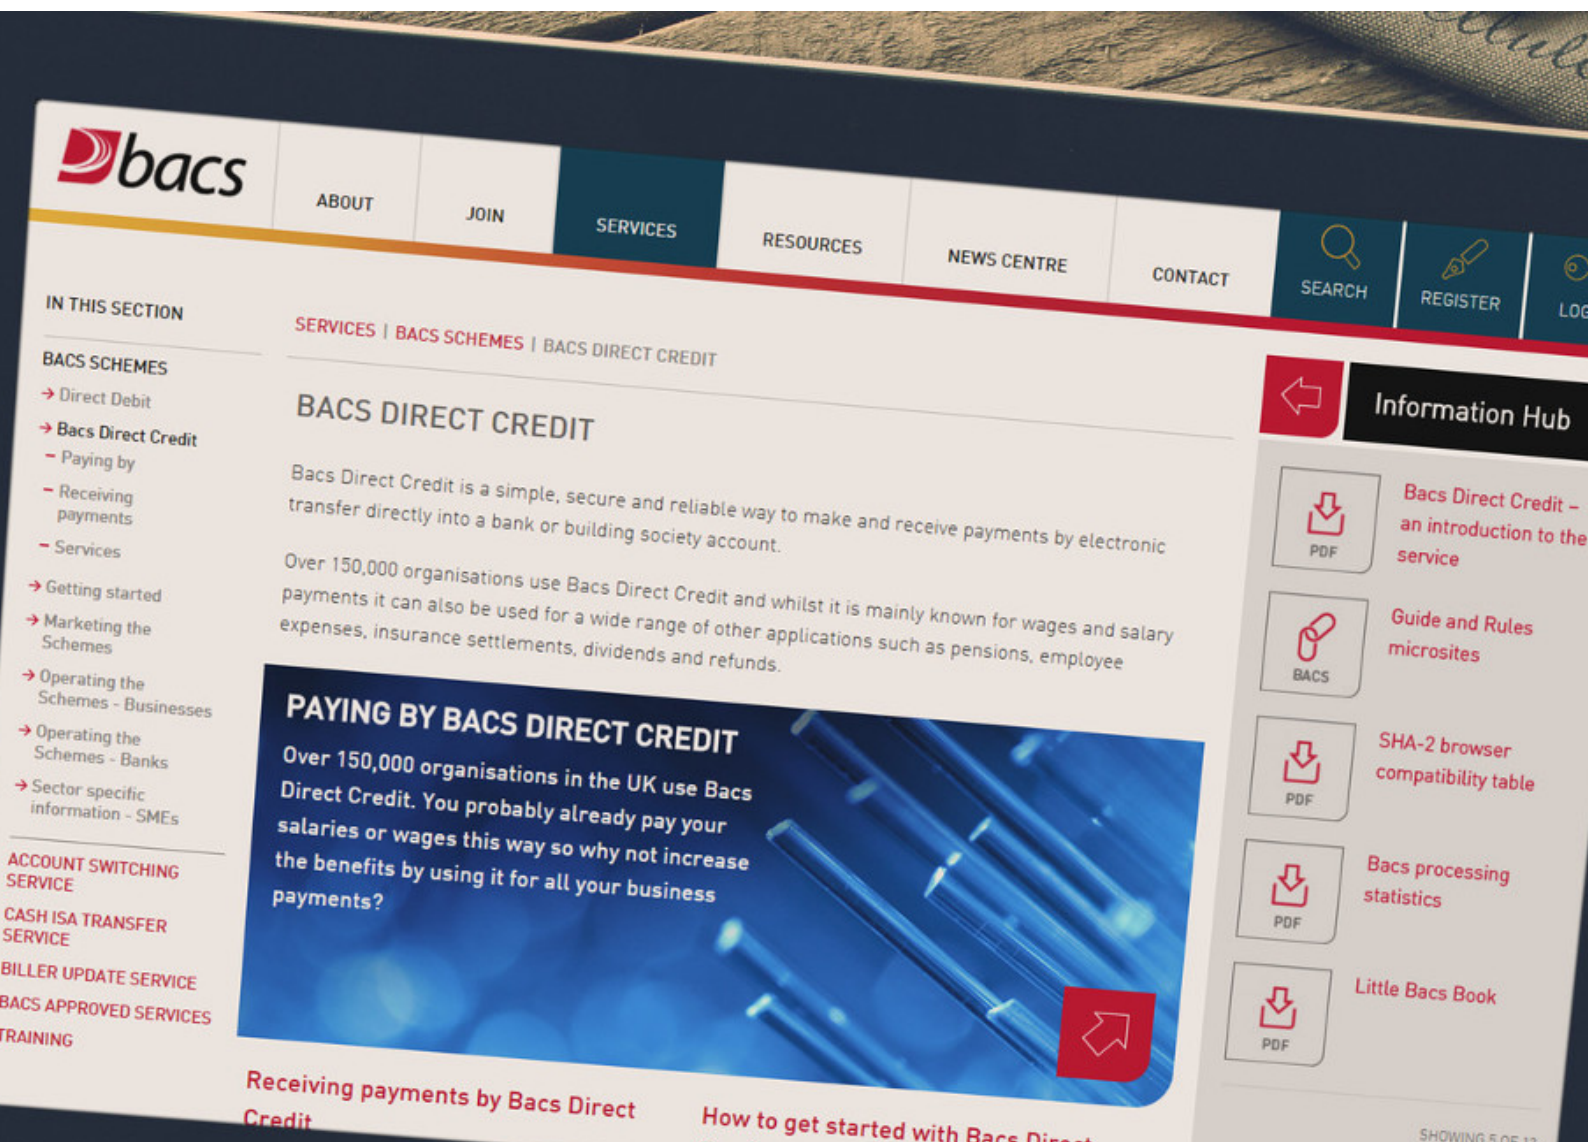 bacs
ABOUT
JOIN
SERVICES
RESOURCES
NEWS CENTRE
CONTACT
SEARCH
REGISTER
IN THIS SECTION
BACS SCHEMES
Direct Debit
Bacs Direct Credit
Paying by
Receiving
payments
Services
Getting started
Marketing the
Schemes
Operating the
Schemes - Businesses
Operating the
Schemes - Banks
Sector specific
information - SMEs
ACCOUNT SWITCHING
SERVICE
CASH ISA TRANSFER
SERVICE
BILLER UPDATE SERVICE
BACS APPROVED SERVICES
TRAINING
SERVICES | BACS SCHEMES | BACS DIRECT CREDIT
BACS DIRECT CREDIT
Bacs Direct Credit is a simple, secure and reliable way to make and receive payments by electronic
transfer directly into a bank or building society account.
Over 150,000 organisations use Bacs Direct Credit and whilst it is mainly known for wages and salary
payments it can also be used for a wide range of other applications such as pensions, employee
expenses, insurance settlements, dividends and refunds.
PAYING BY BACS DIRECT CREDIT
Over 150,000 organisations in the UK use Bacs
Direct Credit. You probably already pay your
salaries or wages this way so why not increase
the benefits by using it for all your business
payments?
Receiving payments by Bacs Direct
Credit
How to get started with Bacs Direct
Information Hub
PDF
Bacs Direct Credit –
an introduction to the
service
BACS
Guide and Rules
microsites
PDF
SHA-2 browser
compatibility table
PDF
Bacs processing
statistics
PDF
Little Bacs Book
SHOWING 5 OF